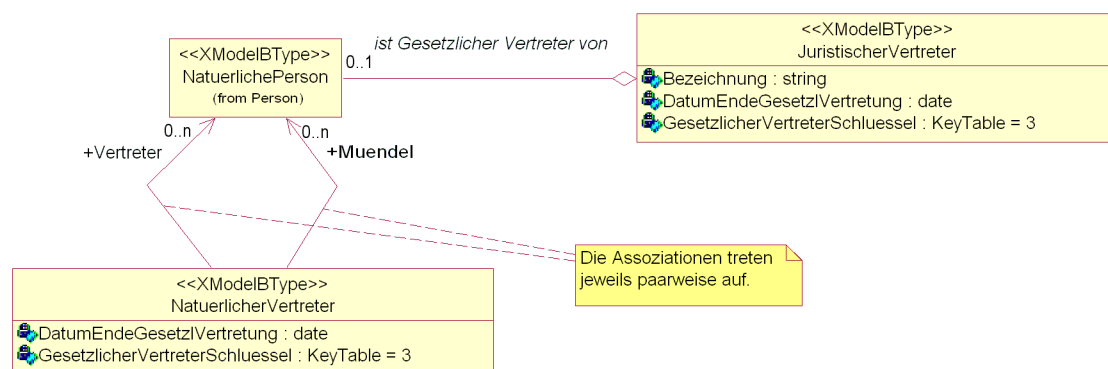 <<XModelBType>>
NatuerlichePerson
(from Person)
ist Gesetzlicher Vertreter von
0..1
<<XModelBType>>
JuristischerVertreter
Bezeichnung : string
DatumEndeGesetzlVertretung : date
GesetzlicherVertreterSchluessel : KeyTable = 3
0..n
0..n
+Vertreter
+Muendel
Die Assoziationen treten
jeweils paarweise auf.
<<XModelBType>>
NatuerlicherVertreter
DatumEndeGesetzlVertretung : date
GesetzlicherVertreterSchluessel : KeyTable = 3